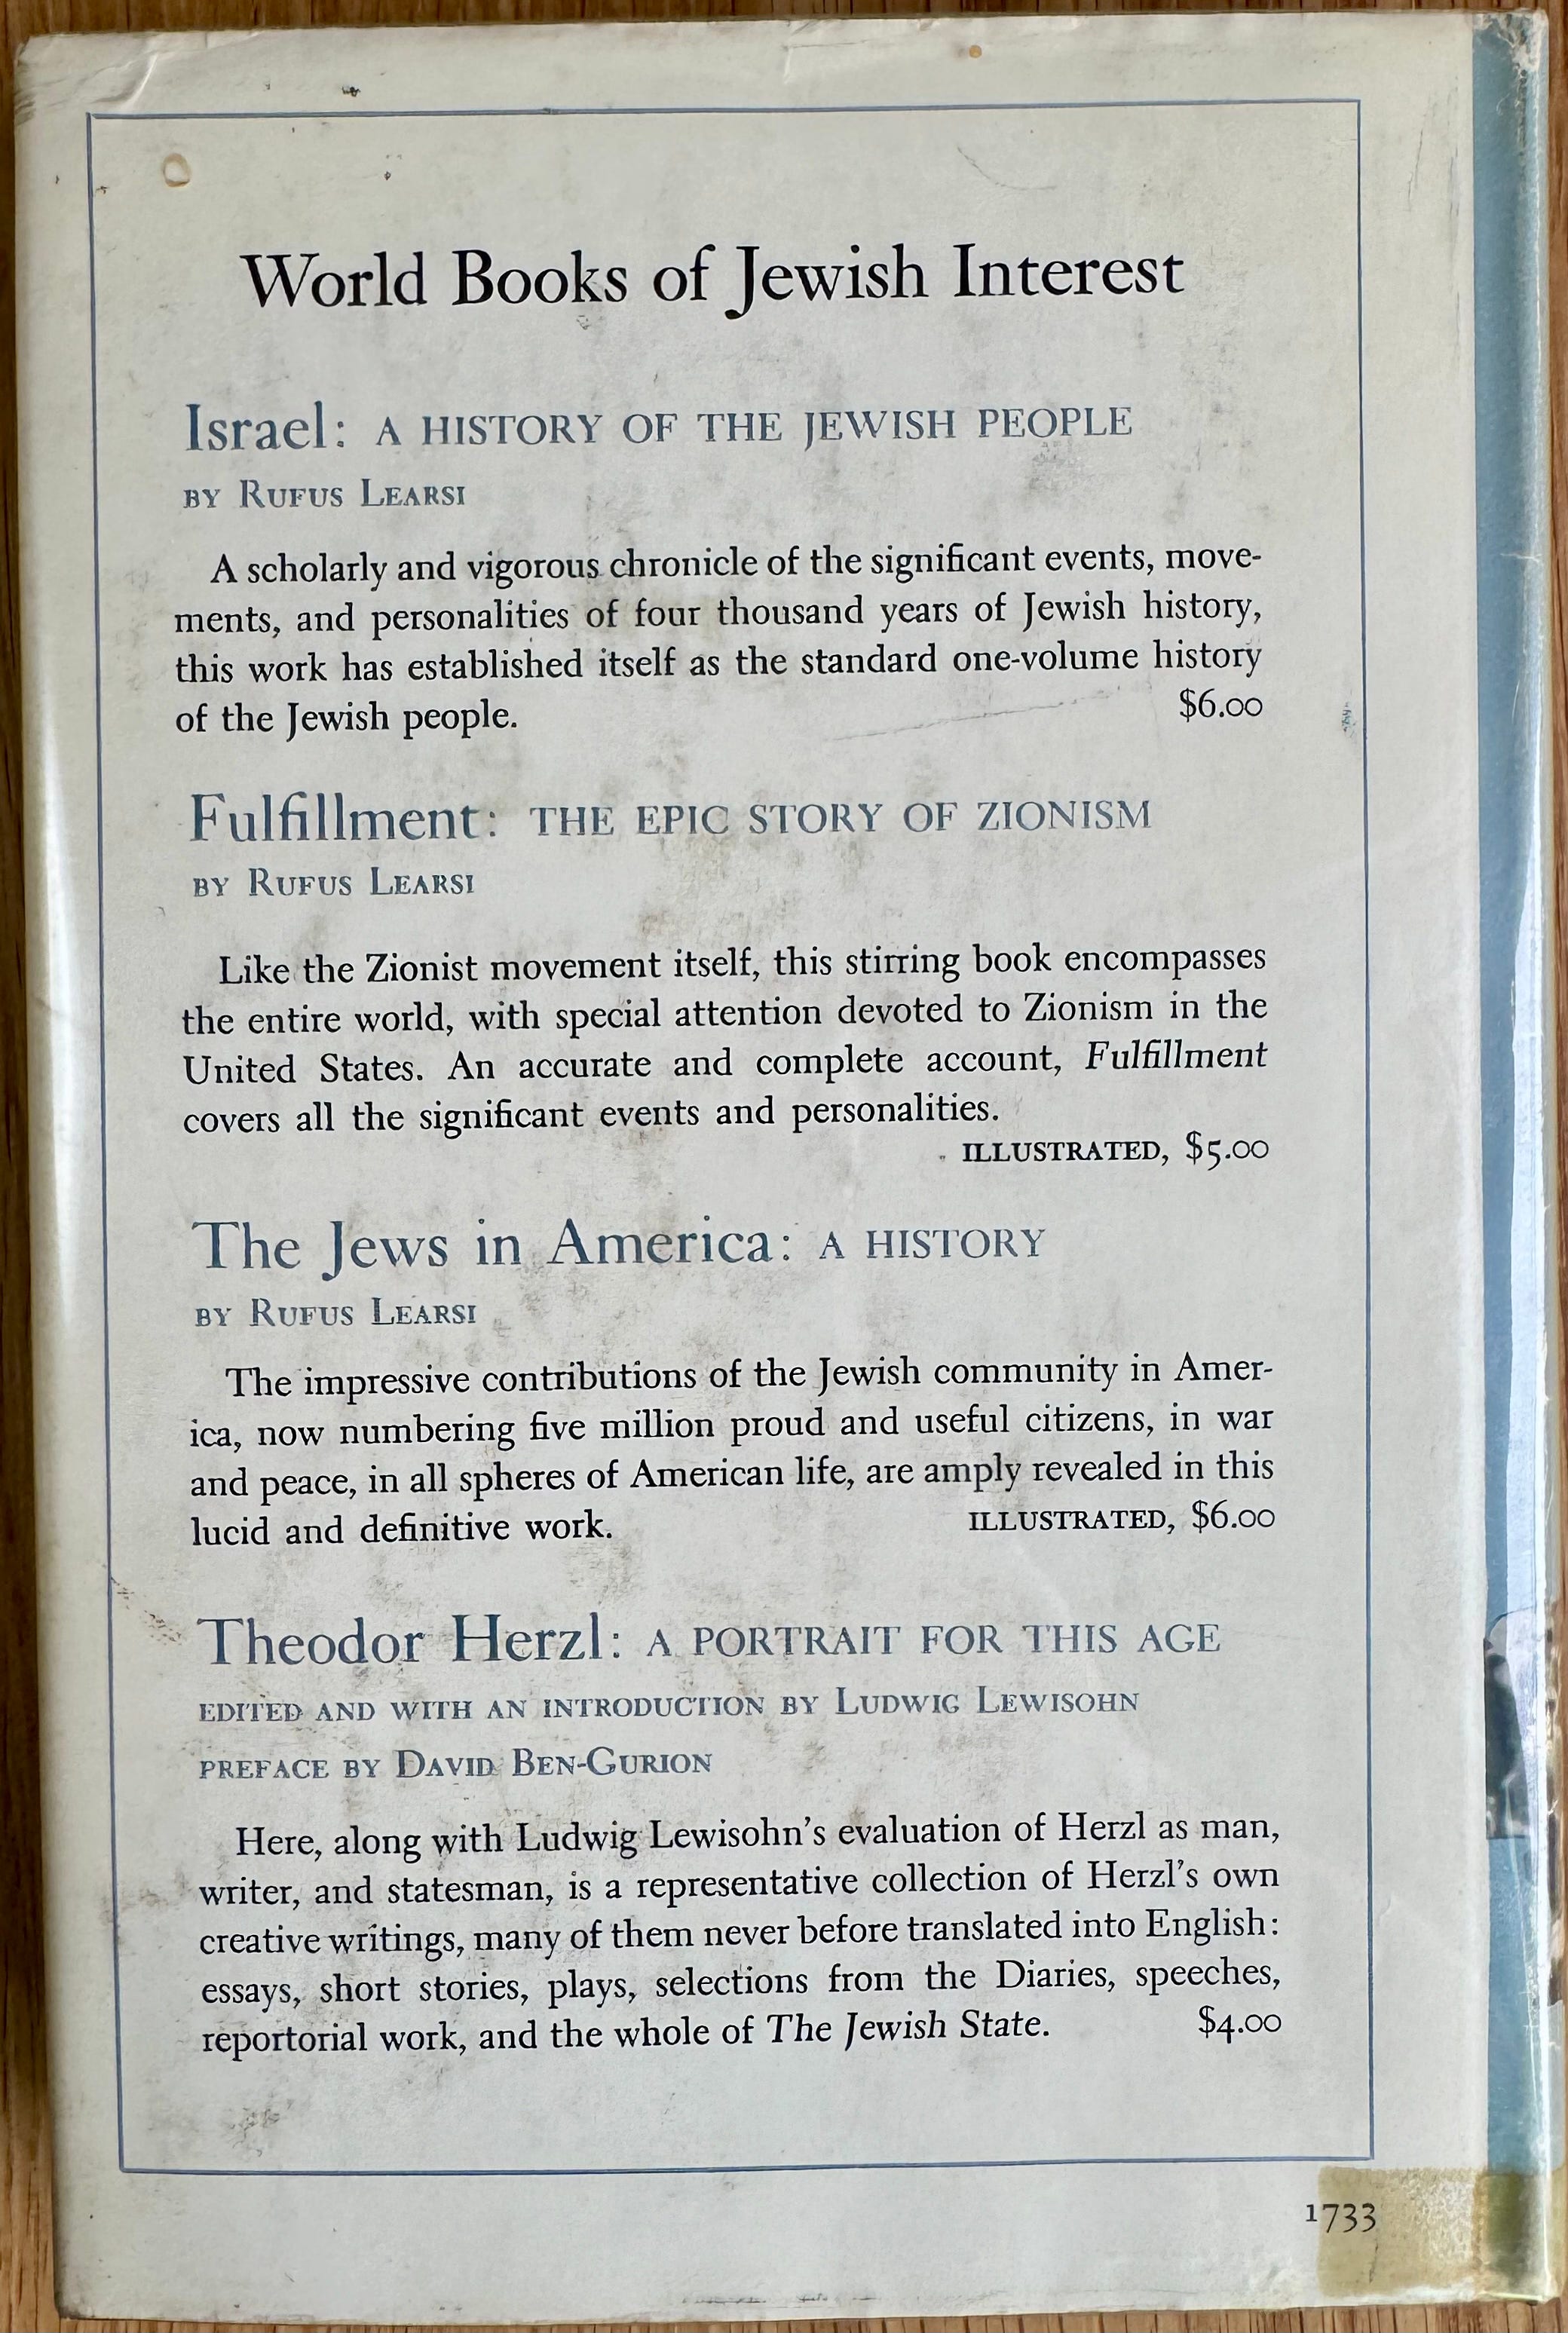 World Books of Jewish Interest
Israel: A HISTORY OF THE JEWISH PEOPLE
BY RUFUS LEARSI
A scholarly and vigorous chronicle of the significant events, move-
ments, and personalities of four thousand years of Jewish history,
this work has established itself as the standard one-volume history
of the Jewish people. $6.00
Fulfillment: THE EPIC STORY OF ZIONISM
BY RUFUS LEARSI
Like the Zionist movement itself, this stirring book encompasses
the entire world, with special attention devoted to Zionism in the
United States. An accurate and complete account, Fulfillment
covers all the significant events and personalities.
ILLUSTRATED, $5.00
The Jews in America: A HISTORY
BY RUFUS LEARSI
The impressive contributions of the Jewish community in Amer-
ica, now numbering five million proud and useful citizens, in war
and peace, in all spheres of American life, are amply revealed in this
lucid and definitive work. ILLUSTRATED, $6.00
Theodor Herzl: A PORTRAIT FOR THIS AGE
EDITED AND WITH AN INTRODUCTION BY LUDWIG LEWISOHN
PREFACE BY DAVID BEN-GURION
Here, along with Ludwig Lewisohn's evaluation of Herzl as man,
writer, and statesman, is a representative collection of Herzl's own
creative writings, many of them never before translated into English:
essays, short stories, plays, selections from the Diaries, speeches,
reportorial work, and the whole of The Jewish State. $4.00
1733